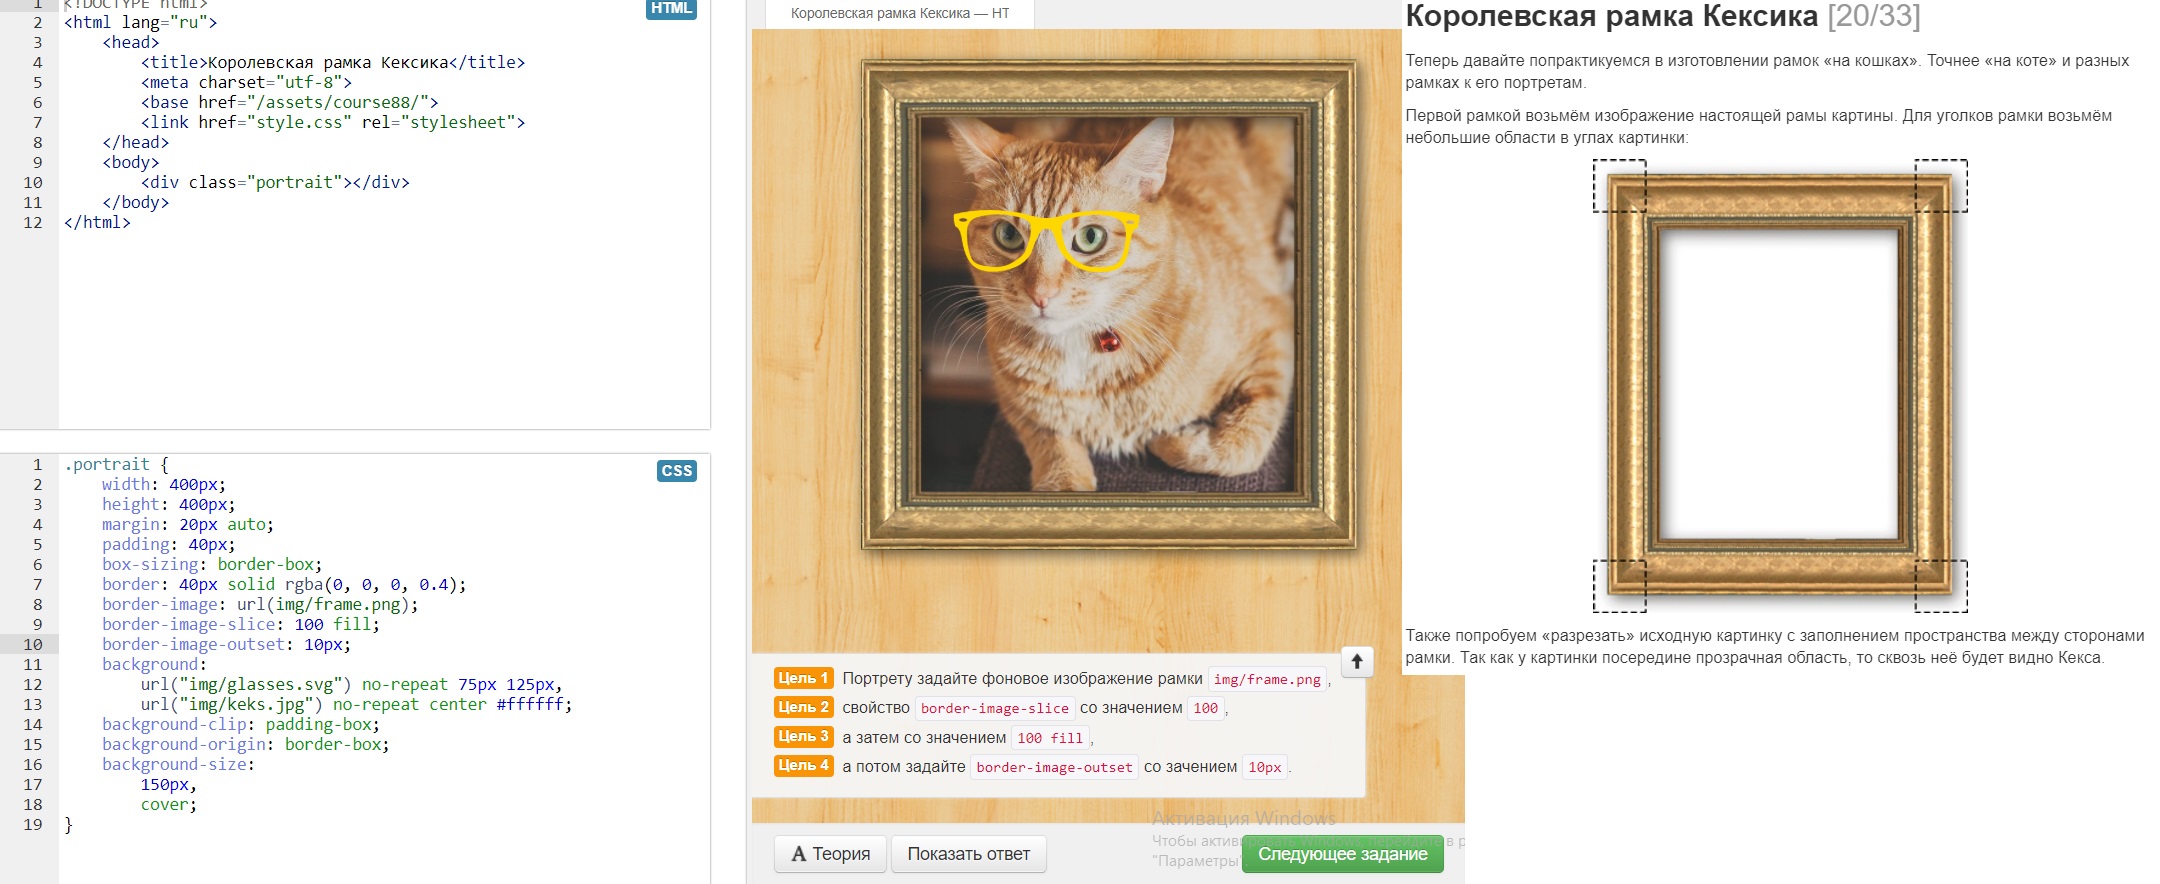 <!DOCTYPE html>
HTML
<html lang="ru">
<head>
<title>Королевская рамка Кексика</title>
<meta charset="utf-8">
<base href="/assets/course88/">
<link href="style.css" rel="stylesheet">
</head>
<body>
<div class="portrait"></div>
</body>
</html>
1
2
3
4
5
6
7
8
9
10
11
12
CSS
.portrait {
width: 400px;
height: 400px;
margin: 20px auto;
padding: 40px;
box-sizing: border-box;
border: 40px solid rgba(0, 0, 0, 0.4);
border-image: url(img/frame.png);
border-image-slice: 100 fill;
border-image-outset: 10px;
background:
url("img/glasses.svg") no-repeat 75px 125px,
url("img/keks.jpg") no-repeat center #ffffff;
background-clip: padding-box;
background-origin: border-box;
background-size:
150px,
cover;
}
1
2
3
4
5
6
7
8
9
10
11
12
13
14
15
16
17
18
19
Королевская рамка Кексика — HT
Цель 1 Портрету задайте фоновое изображение рамки img/frame.png,
Цель 2 свойство border-image-slice со значением 100,
Цель 3 а затем со значением 100 fill,
Цель 4 а потом задайте border-image-outset со зачением 10px.
Активация Windows
Чтобы активировать Windows, перейдите в р
"Параметры"
A Теория
Показать ответ
Следующее задание
Королевская рамка Кексика [20/33]
Теперь давайте попрактикуемся в изготовлении рамок «на кошках». Точнее «на коте» и разных
рамках к его портретам.
Первой рамкой возьмём изображение настоящей рамы картины. Для уголков рамки возьмём
небольшие области в углах картинки:
Также попробуем «разрезать» исходную картинку с заполнением пространства между сторонами
рамки. Так как у картинки посередине прозрачная область, то сквозь неё будет видно Кекса.